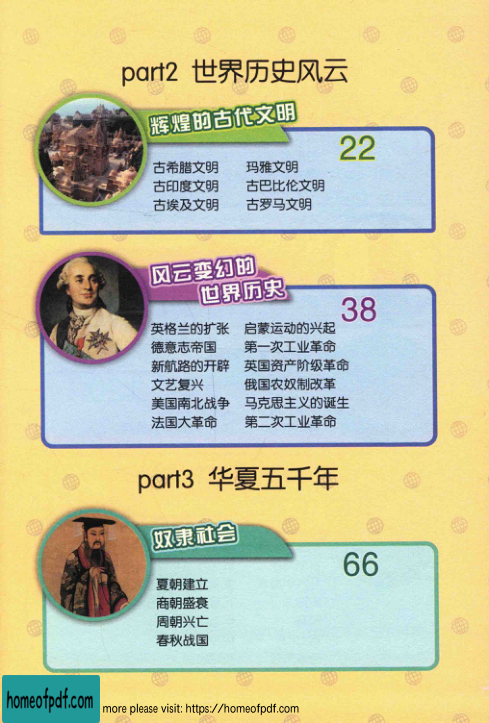 part2 世界历史风云
辉煌的古代文明
22
古希腊文明 玛雅文明
古印度文明 古巴比伦文明
古埃及文明 古罗马文明
风云变幻的
世界历史
38
英格兰的扩张 启蒙运动的兴起
德意志帝国 第一次工业革命
新航路的开辟 英国资产阶级革命
文艺复兴 俄国农奴制改革
美国南北战争 马克思主义的诞生
法国大革命 第二次工业革命
part3 华夏五千年
奴隶社会
66
夏朝建立
商朝盛衰
周朝兴亡
春秋战国
homeofpdf.com
more please visit: https://homeofpdf.com